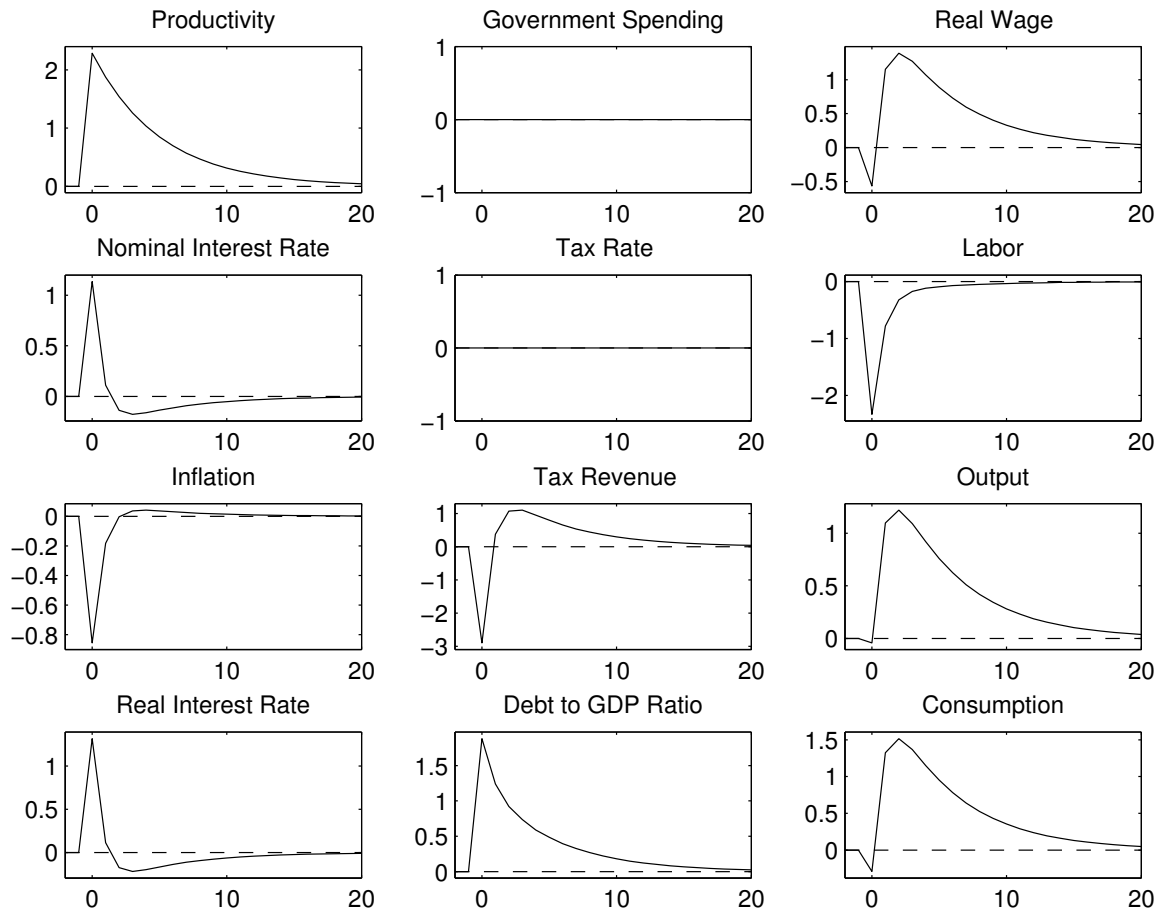 Productivity Government Spending Real Wage
2 1 1
1 0 0.5
0 −1 0
−0.5
0 10 20 0 10 20 0 10 20
Nominal Interest Rate Tax Rate Labor
1 1 0
0.5 0 −1
0 −1 −2
0 10 20 0 10 20 0 10 20
Inflation Tax Revenue Output
0 1 1
−0.2 0 0.5
−0.4 −1 0
−0.6 −2
−0.8 −3
0 10 20 0 10 20 0 10 20
Real Interest Rate Debt to GDP Ratio Consumption
1 1.5 1.5
0.5 1 1
0 0.5 0.5
0 0
0 10 20 0 10 20 0 10 20